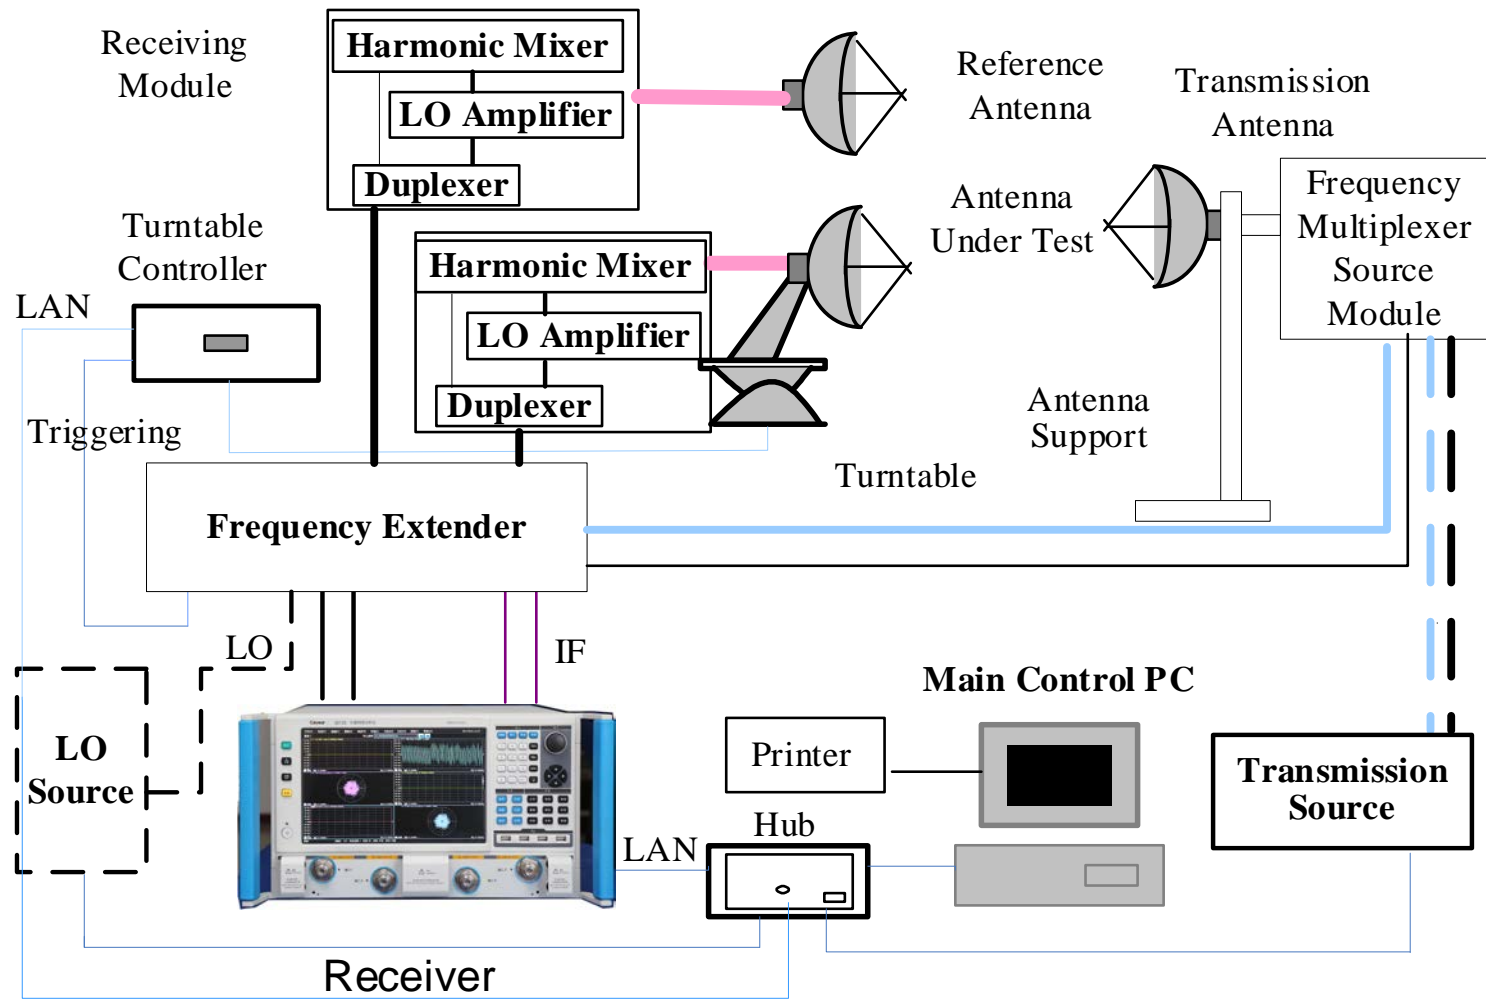 Receiving
Module
Harmonic Mixer
LO Amplifier
Duplexer
Reference
Antenna
Transmission
Antenna
Frequency
Multiplexer
Source
Module
Turntable
Controller
Harmonic Mixer
LO Amplifier
Duplexer
Antenna
Under Test
LAN
Triggering
Antenna
Support
Turntable
Frequency Extender
LO
IF
LO
Source
Main Control PC
Printer
Hub
LAN
Transmission
Source
Receiver